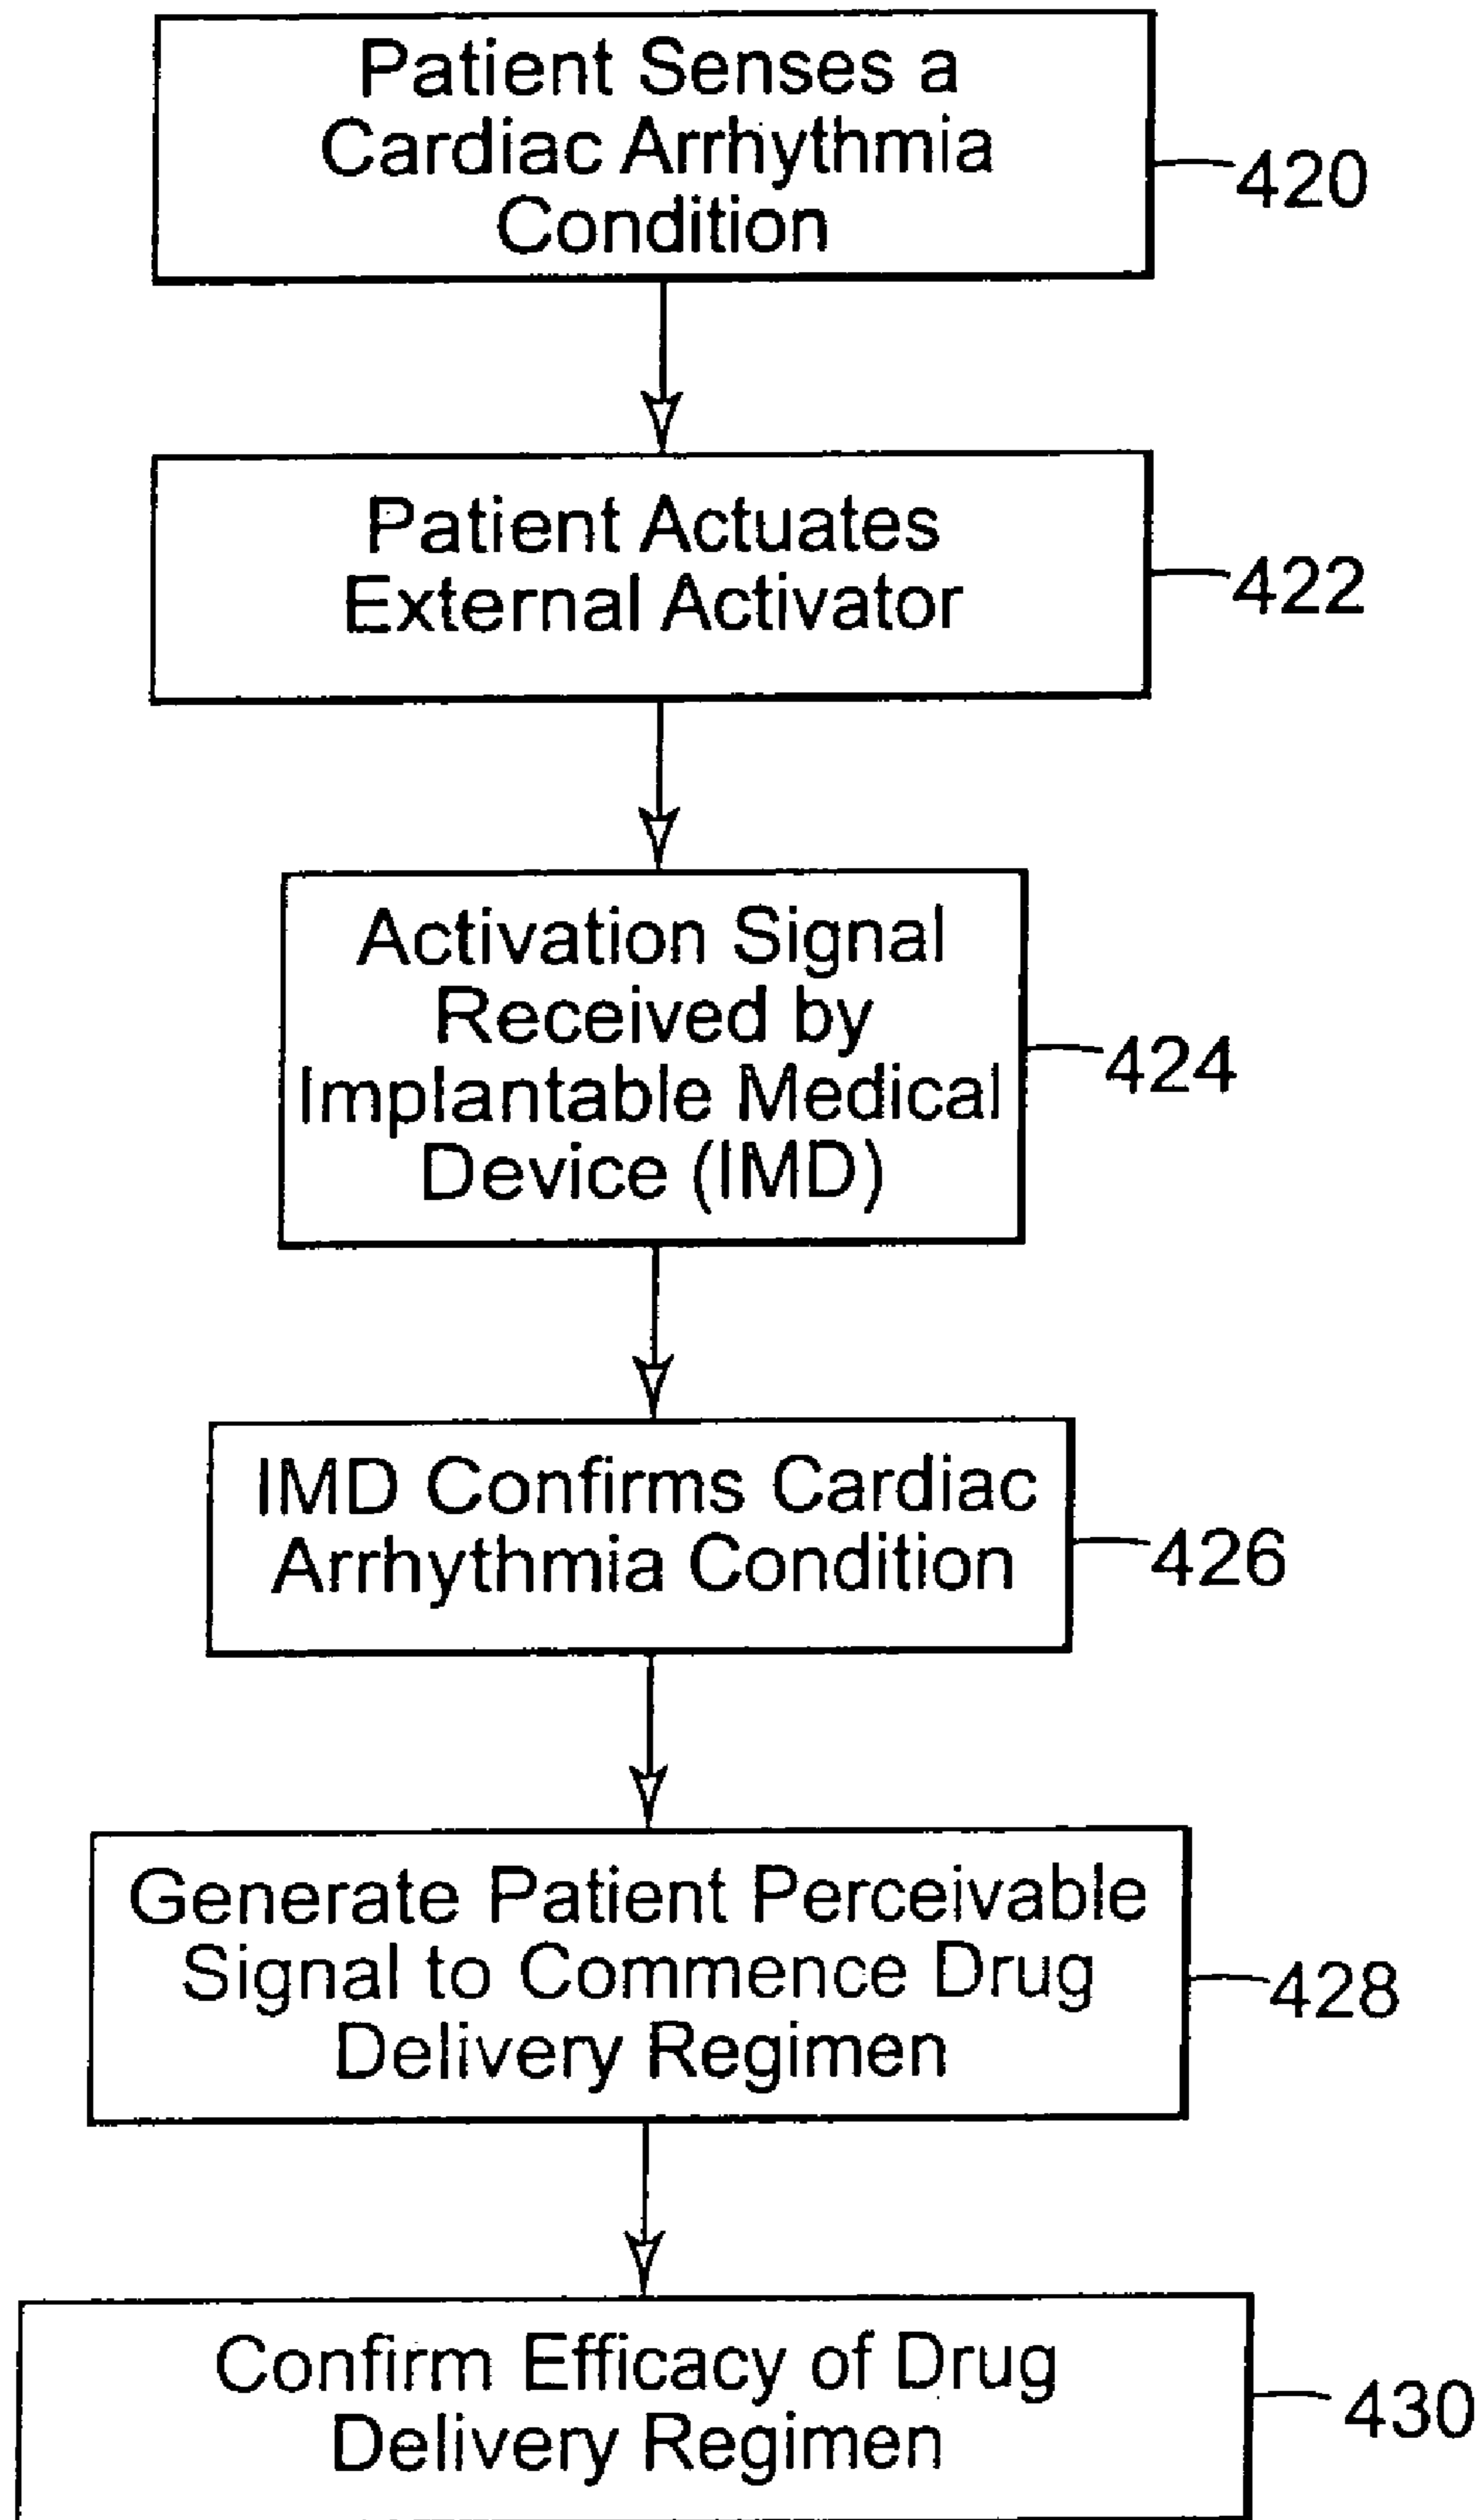 Patient Senses a
Cardiac Arrhythmia
Condition
420
Patient Actuates
External Activator
422
Activation Signal
Received by
Implantable Medical
Device (IMD)
424
IMD Confirms Cardiac
Arrhythmia Condition
426
Generate Patient Perceivable
Signal to Commence Drug
Delivery Regimen
428
Confirm Efficacy of Drug
Delivery Regimen
430